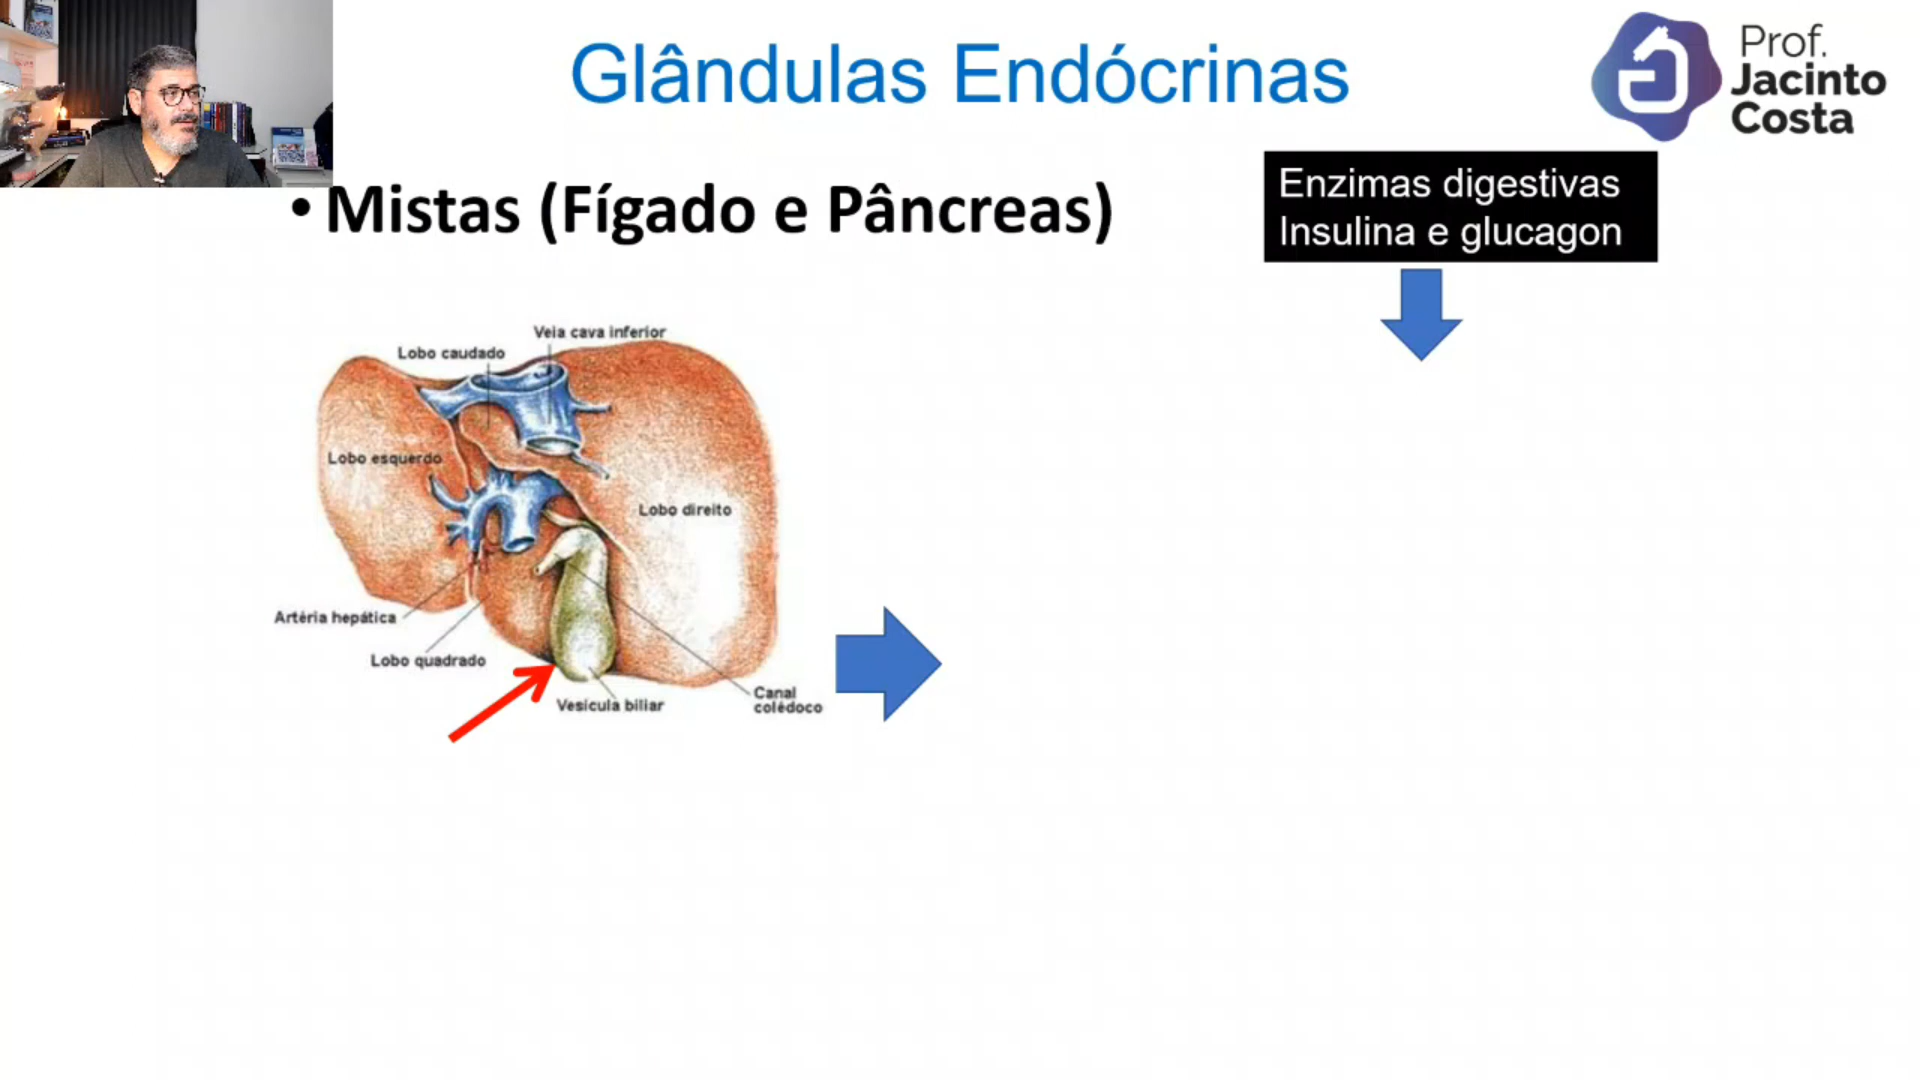 Glândulas Endócrinas
Prof.
Jacinto
Costa
• Mistas (Fígado e Pâncreas)
Enzimas digestivas
Insulina e glucagon
Veia cava inferior
Lobo caudado
Lobo esquerdo
Lobo direito
Artéria hepática
Lobo quadrado
Vesícula biliar
Canal
colédoco